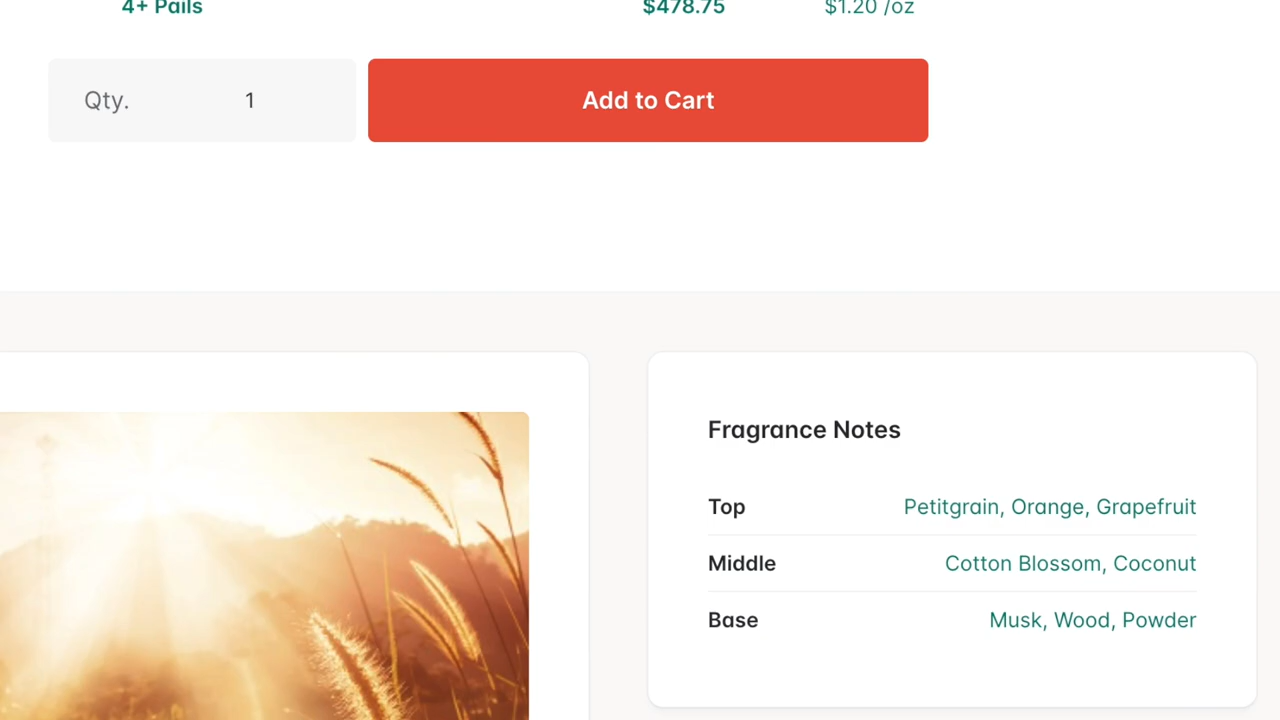 4+ Pails $478.75 $1.20 /oz
Qty. 1 Add to Cart
Fragrance Notes
Top Petitgrain, Orange, Grapefruit
Middle Cotton Blossom, Coconut
Base Musk, Wood, Powder